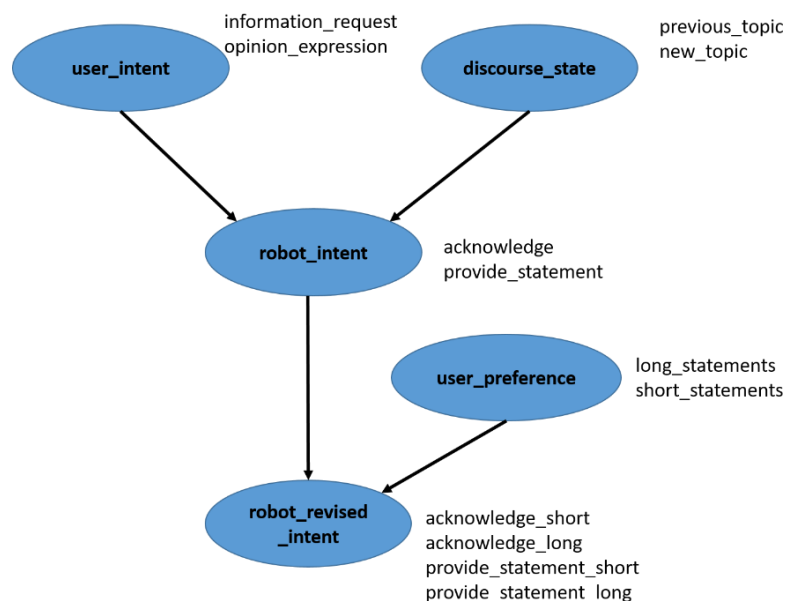 information_request
opinion_expression
user_intent
previous_topic
new_topic
discourse_state
robot_intent
acknowledge
provide_statement
user_preference
long_statements
short_statements
robot_revised
_intent
acknowledge_short
acknowledge_long
provide_statement_short
provide_statement_long